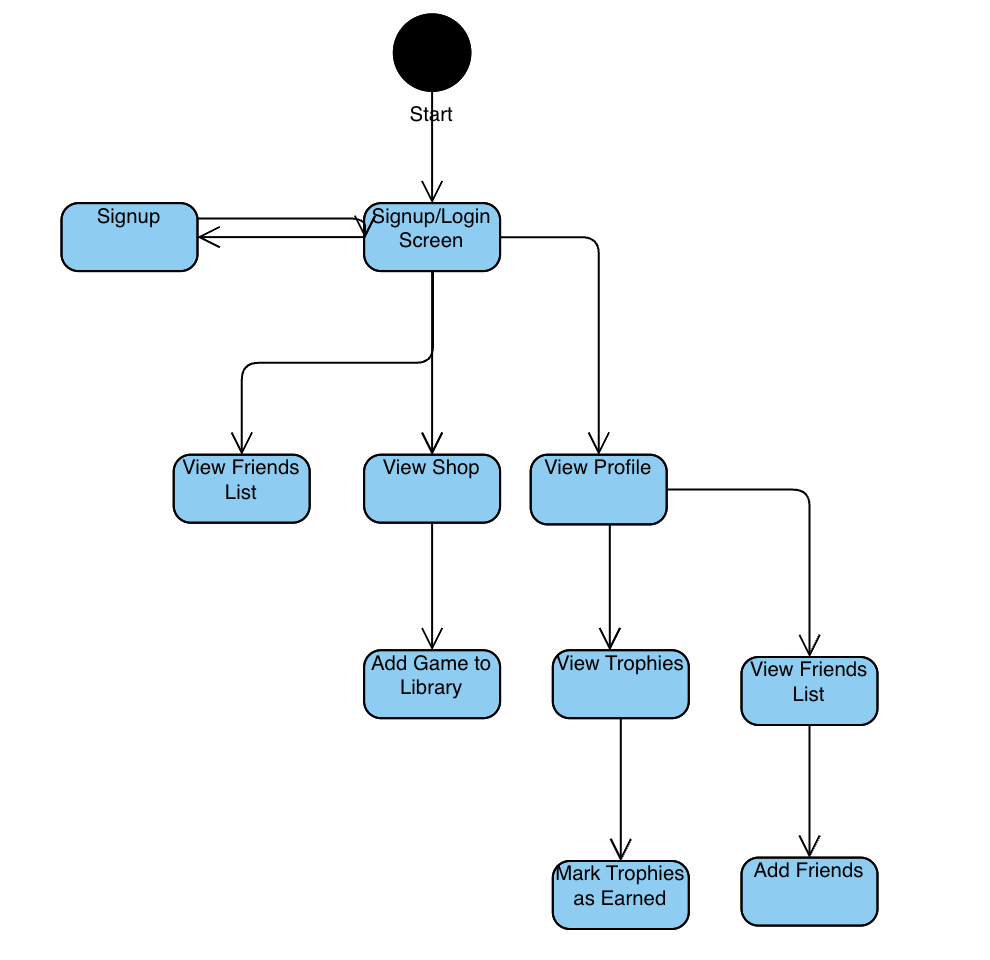 Start
Signup
Signup/Login
Screen
View Friends
List
View Shop
View Profile
Add Game to
Library
View Trophies
View Friends
List
Mark Trophies
as Earned
Add Friends